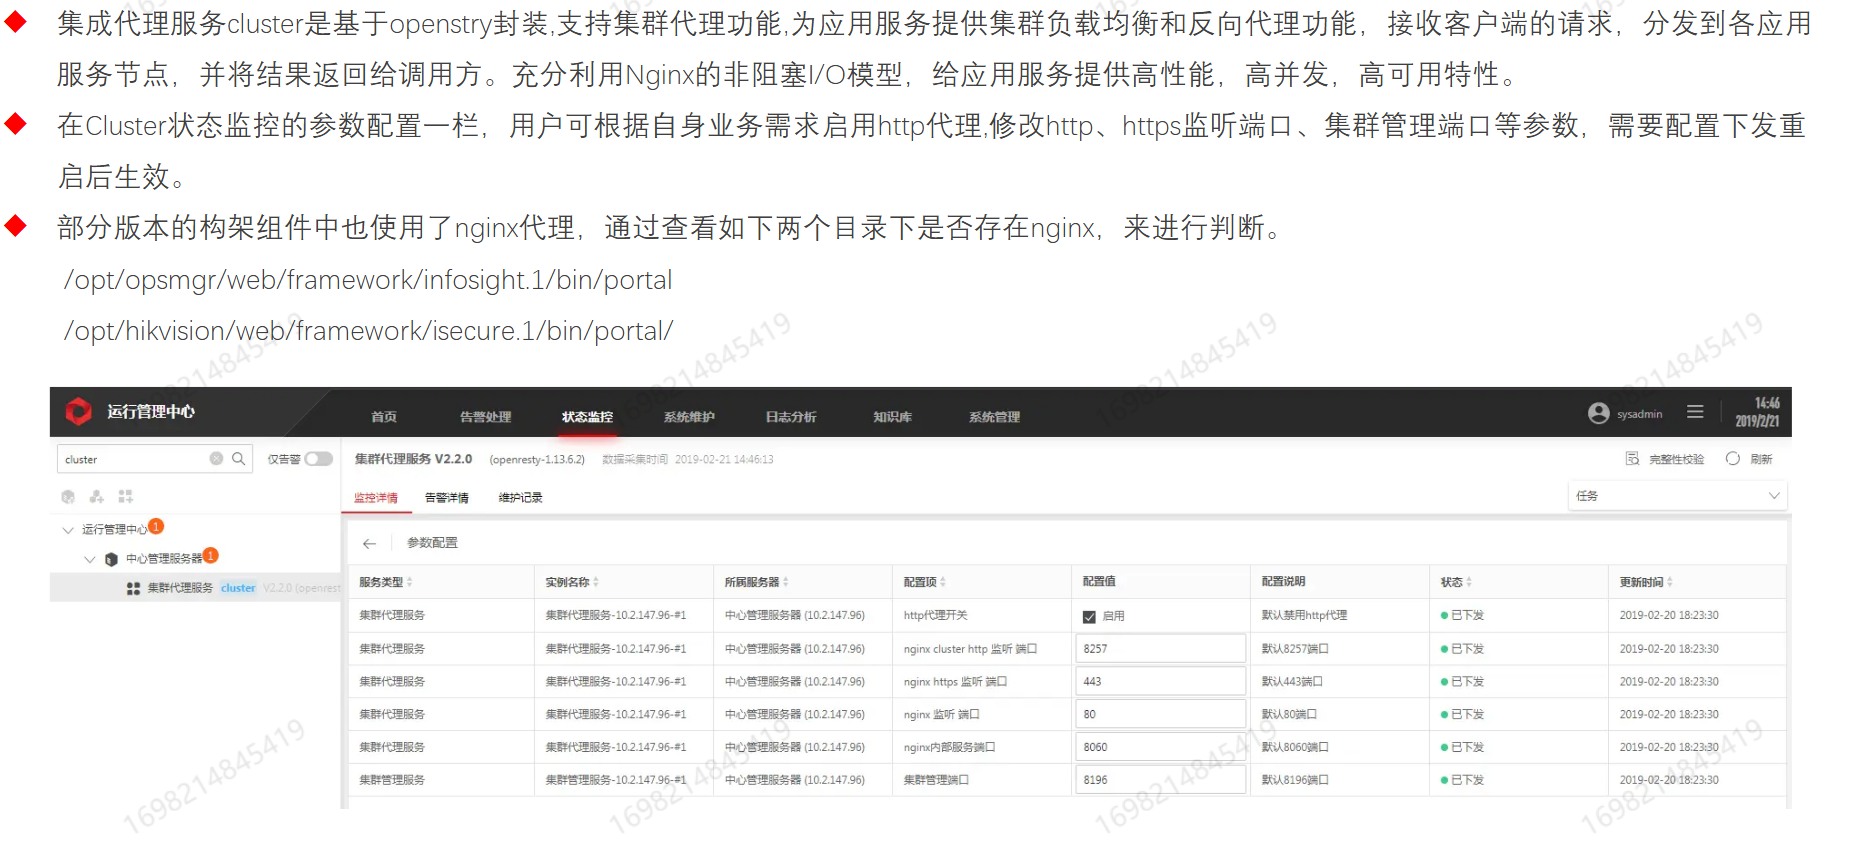 集成代理服务cluster是基于openstry封装,支持集群代理功能,为应用服务提供集群负载均衡和反向代理功能，接收客户端的请求，分发到各应用
服务节点，并将结果返回给调用方。充分利用Nginx的非阻塞I/O模型，给应用服务提供高性能，高并发，高可用特性。
在Cluster状态监控的参数配置一栏，用户可根据自身业务需求启用http代理,修改http、https监听端口、集群管理端口等参数，需要配置下发重
启后生效。
部分版本的构架组件中也使用了nginx代理，通过查看如下两个目录下是否存在nginx，来进行判断。
/opt/opsmgr/web/framework/infosight.1/bin/portal
/opt/hikvision/web/framework/isecure.1/bin/portal/
运行管理中心 首页 告警处理 状态监控 系统维护 日志分析 知识库 系统管理 sysadmin 14:46
2019/2/21
cluster 仅告警 集群代理服务 V2.2.0 (openresty-1.13.6.2) 数据采集时间 2019-02-21 14:46:13 完整性校验 刷新
监控详情 告警详情 维护记录 任务
运行管理中心 1
中心管理服务器 1
集群代理服务 cluster V2.2.0 (openrest
参数配置
服务类型 实例名称 所属服务器 配置项 配置值 配置说明 状态 更新时间
集群代理服务 集群代理服务-10.2.147.96-#1 中心管理服务器 (10.2.147.96) http代理开关 启用 默认禁用http代理 已下发 2019-02-20 18:23:30
集群代理服务 集群代理服务-10.2.147.96-#1 中心管理服务器 (10.2.147.96) nginx cluster http 监听 端口 8257 默认8257端口 已下发 2019-02-20 18:23:30
集群代理服务 集群代理服务-10.2.147.96-#1 中心管理服务器 (10.2.147.96) nginx https 监听 端口 443 默认443端口 已下发 2019-02-20 18:23:30
集群代理服务 集群代理服务-10.2.147.96-#1 中心管理服务器 (10.2.147.96) nginx 监听 端口 80 默认80端口 已下发 2019-02-20 18:23:30
集群代理服务 集群代理服务-10.2.147.96-#1 中心管理服务器 (10.2.147.96) nginx内部服务端口 8060 默认8060端口 已下发 2019-02-20 18:23:30
集群管理服务 集群管理服务-10.2.147.96-#1 中心管理服务器 (10.2.147.96) 集群管理端口 8196 默认8196端口 已下发 2019-02-20 18:23:30
1698214845419 1698214845419 1698214845419 1698214845419
1698214845419 1698214845419 1698214845419 1698214845419